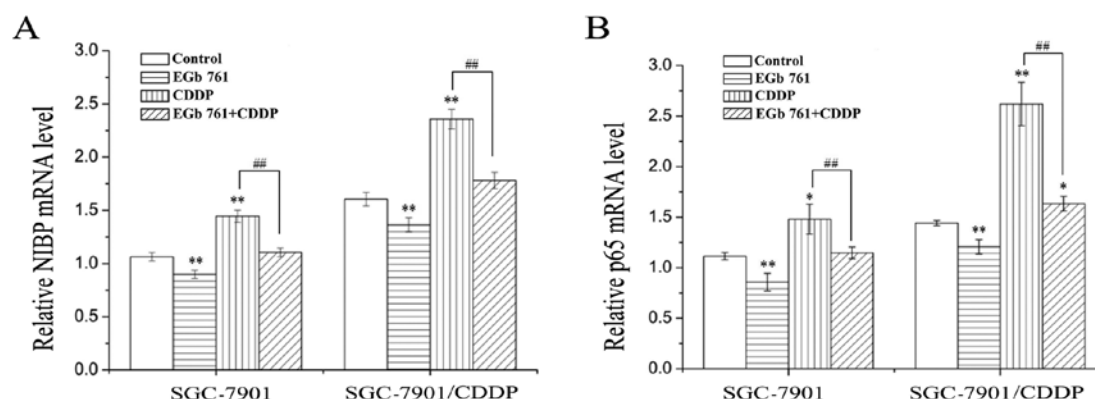 A
Relative NIBP mRNA level
3.0
2.5
2.0
1.5
1.0
0.5
0.0
Control
EGb 761
CDDP
EGb 761+CDDP
**
**
##
**
**
##
SGC-7901
SGC-7901/CDDP
B
Relative p65 mRNA level
3.0
2.5
2.0
1.5
1.0
0.5
0.0
Control
EGb 761
CDDP
EGb 761+CDDP
**
*
##
**
**
##
*
SGC-7901
SGC-7901/CDDP